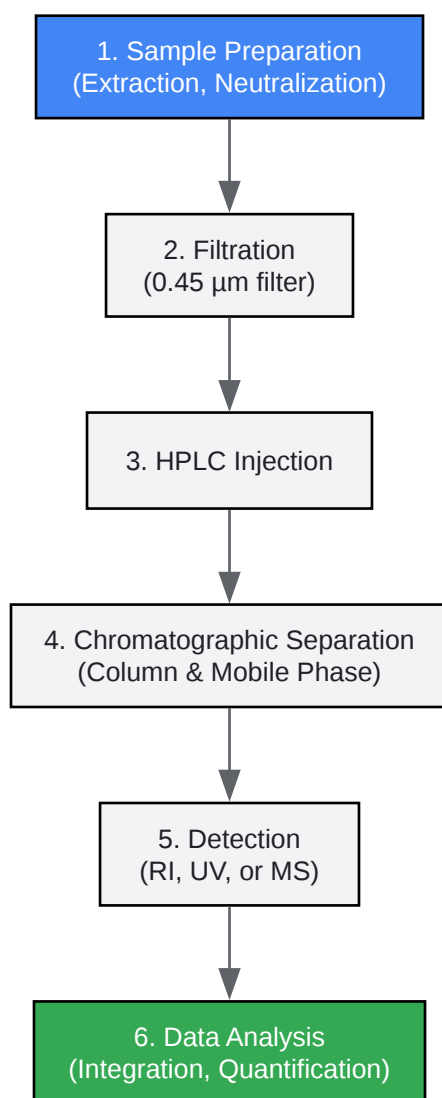 1. Sample Preparation
(Extraction, Neutralization)
2. Filtration
(0.45 µm filter)
3. HPLC Injection
4. Chromatographic Separation
(Column & Mobile Phase)
5. Detection
(RI, UV, or MS)
6. Data Analysis
(Integration, Quantification)